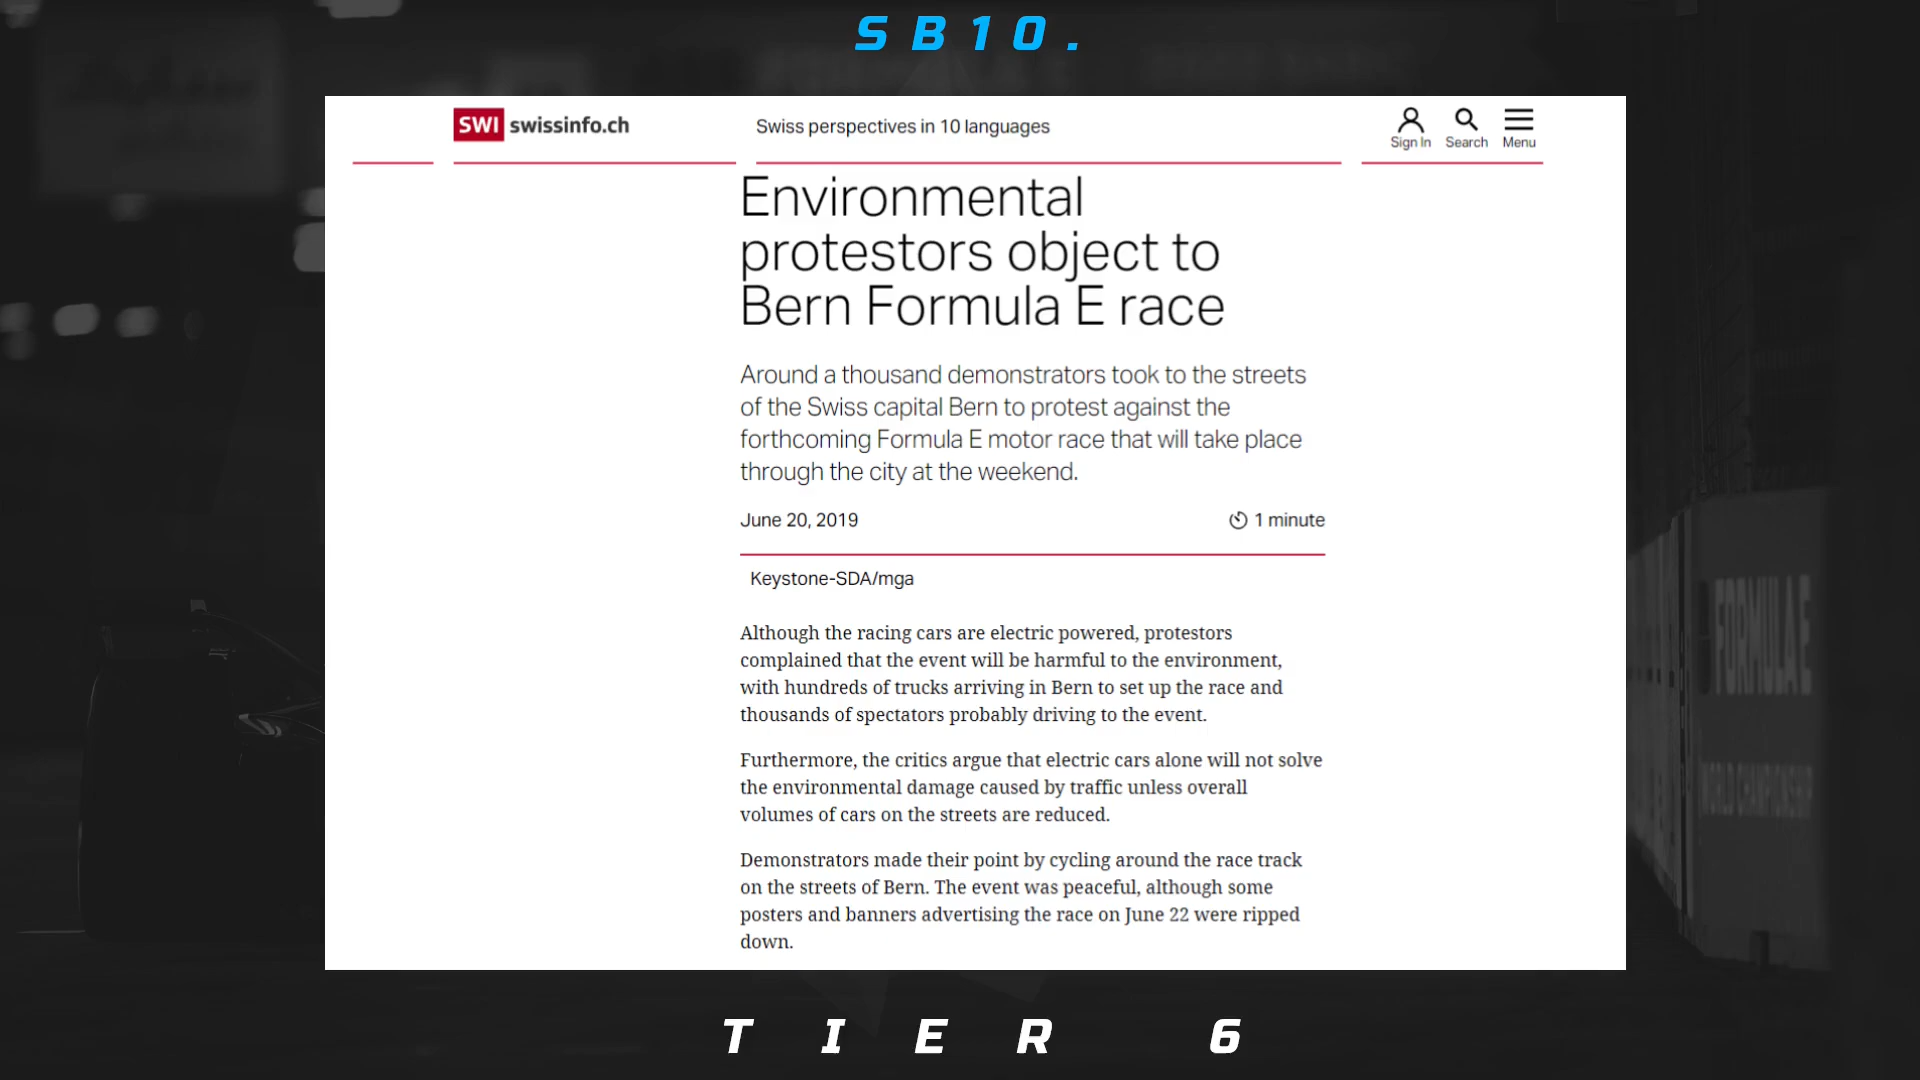 SB10.
SWI swissinfo.ch
Swiss perspectives in 10 languages
Sign In Search Menu
Environmental
protestors object to
Bern Formula E race
Around a thousand demonstrators took to the streets
of the Swiss capital Bern to protest against the
forthcoming Formula E motor race that will take place
through the city at the weekend.
June 20, 2019
1 minute
Keystone-SDA/mga
Although the racing cars are electric powered, protestors
complained that the event will be harmful to the environment,
with hundreds of trucks arriving in Bern to set up the race and
thousands of spectators probably driving to the event.
Furthermore, the critics argue that electric cars alone will not solve
the environmental damage caused by traffic unless overall
volumes of cars on the streets are reduced.
Demonstrators made their point by cycling around the race track
on the streets of Bern. The event was peaceful, although some
posters and banners advertising the race on June 22 were ripped
down.
FORMULA E
WORLD CHAMPIONSHIP
TIER 6